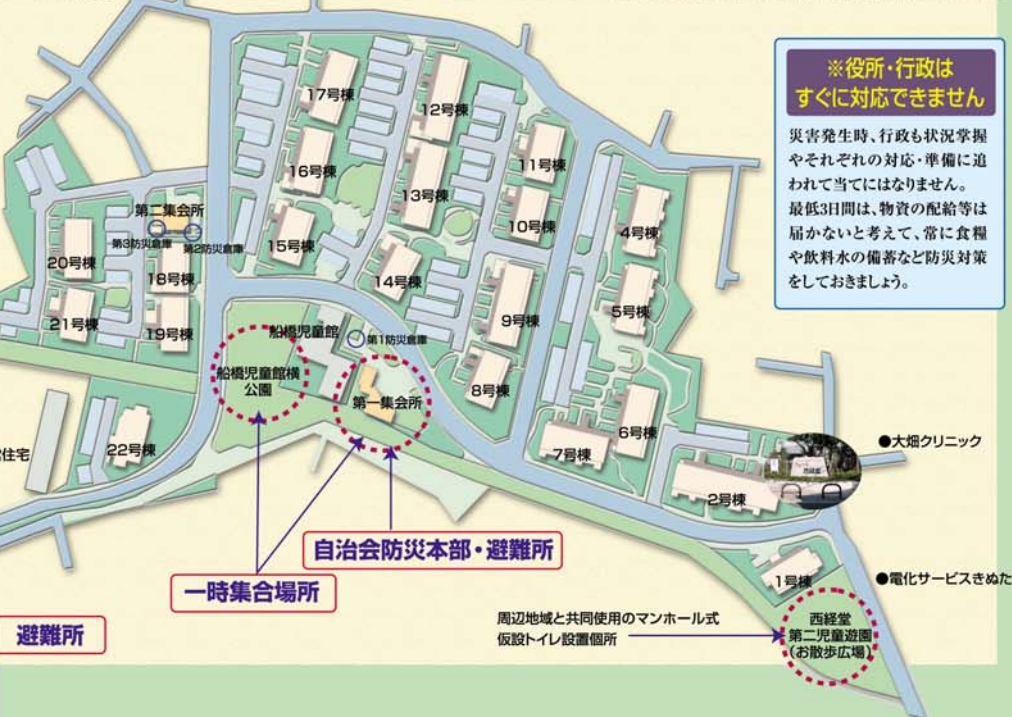 ※役所・行政は
すぐに対応できません
災害発生時、行政も状況掌握
やそれぞれの対応・準備に追
われて当てにはなりません。
最低3日間は、物資の配給等は
届かないと考えて、常に食糧
や飲料水の備蓄など防災対策
をしておきましょう。
17号棟
12号棟
16号棟
11号棟
13号棟
10号棟
15号棟
14号棟
4号棟
5号棟
9号棟
8号棟
第二集会所
第3防災倉庫
第2防災倉庫
20号棟
18号棟
21号棟
19号棟
船橋児童館
第1防災倉庫
船橋児童館横
公園
第一集会所
22号棟
住宅
7号棟
6号棟
2号棟
●大畑クリニック
自治会防災本部・避難所
一時集合場所
避難所
1号棟
●電化サービスきぬた
周辺地域と共同使用のマンホール式
仮設トイレ設置個所
西経堂
第二児童遊園
(お散歩広場)